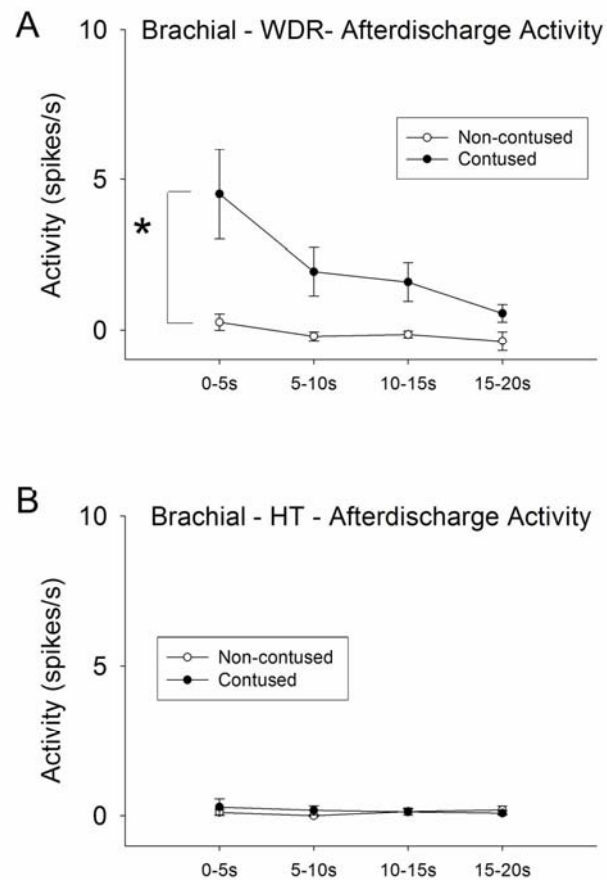 A
Brachial - WDR- Afterdischarge Activity
10
5
0
Activity (spikes/s)
Non-contused
Contused
*
0-5s 5-10s 10-15s 15-20s
B
Brachial - HT - Afterdischarge Activity
10
5
0
Activity (spikes/s)
Non-contused
Contused
0-5s 5-10s 10-15s 15-20s